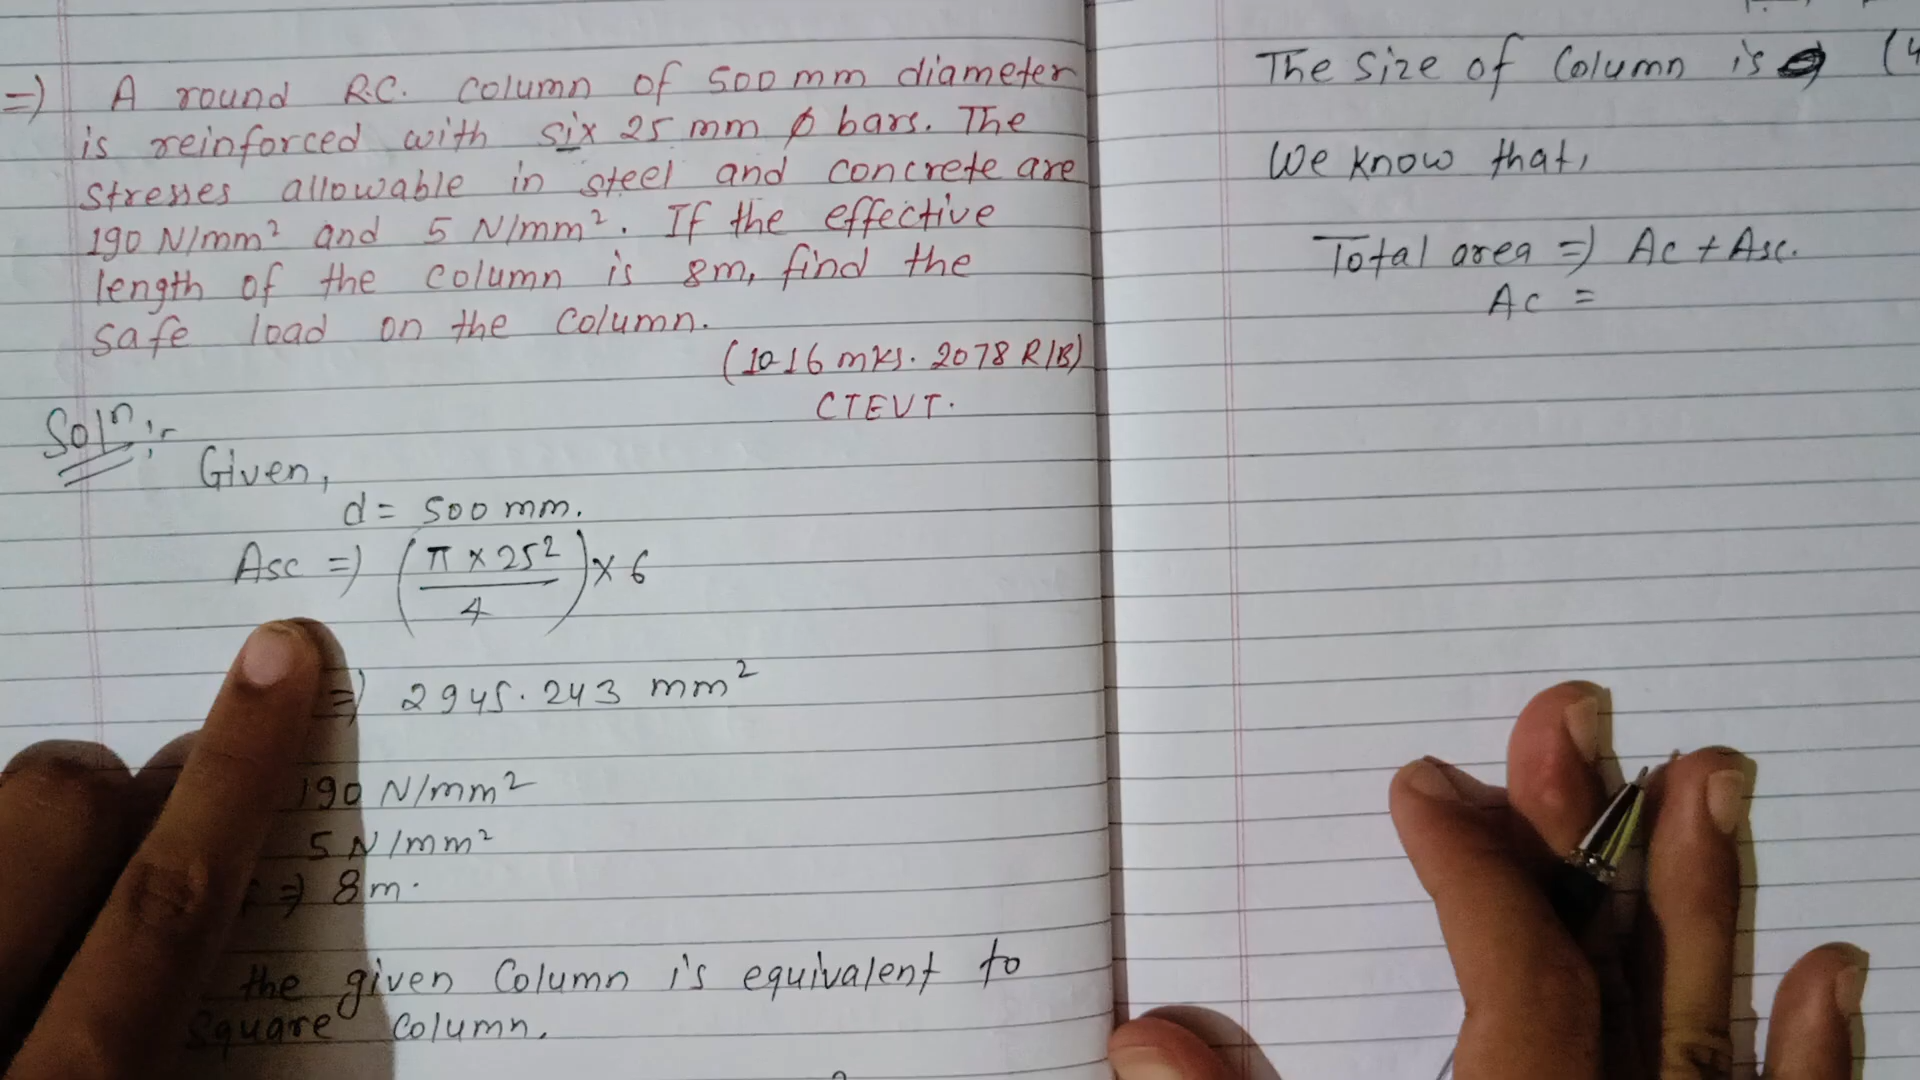 =) A round R.C. column of 500 mm diameter
is reinforced with six 25 mm ϕ bars. The
stresses allowable in steel and concrete are
190 N/mm² and 5 N/mm². If the effective
length of the column is 8m, find the
safe load on the column.
(10-16 mks. 2078 R/B)
CTEVT.
Soln:-
Given,
d = 500 mm.
Asc => (π × 25² / 4) × 6
=> 2945.243 mm²
190 N/mm²
5 N/mm²
=> 8m.
the given Column is equivalent to
square column.
The size of Column is => (4
We know that,
Total area => Ac + Asc.
Ac =